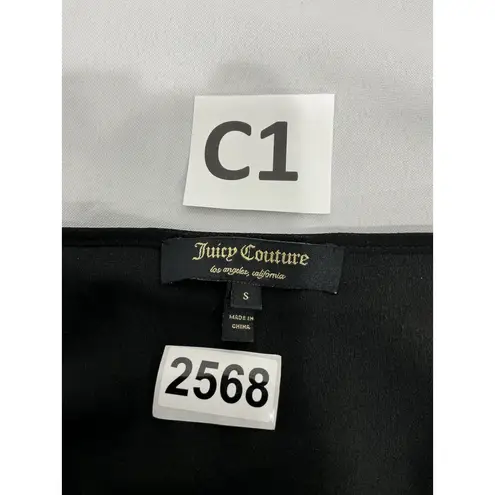 C1
Juicy Couture
los angeles, california
S
MADE IN
CHINA
2568